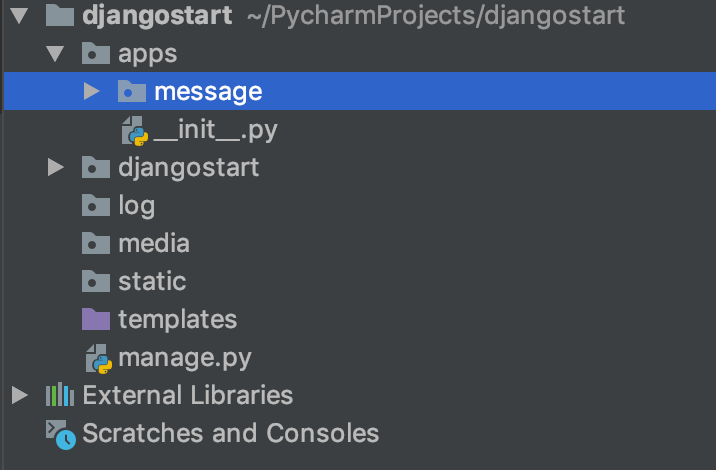 djangostart ~/PycharmProjects/djangostart
apps
message
__init__.py
djangostart
log
media
static
templates
manage.py
External Libraries
Scratches and Consoles